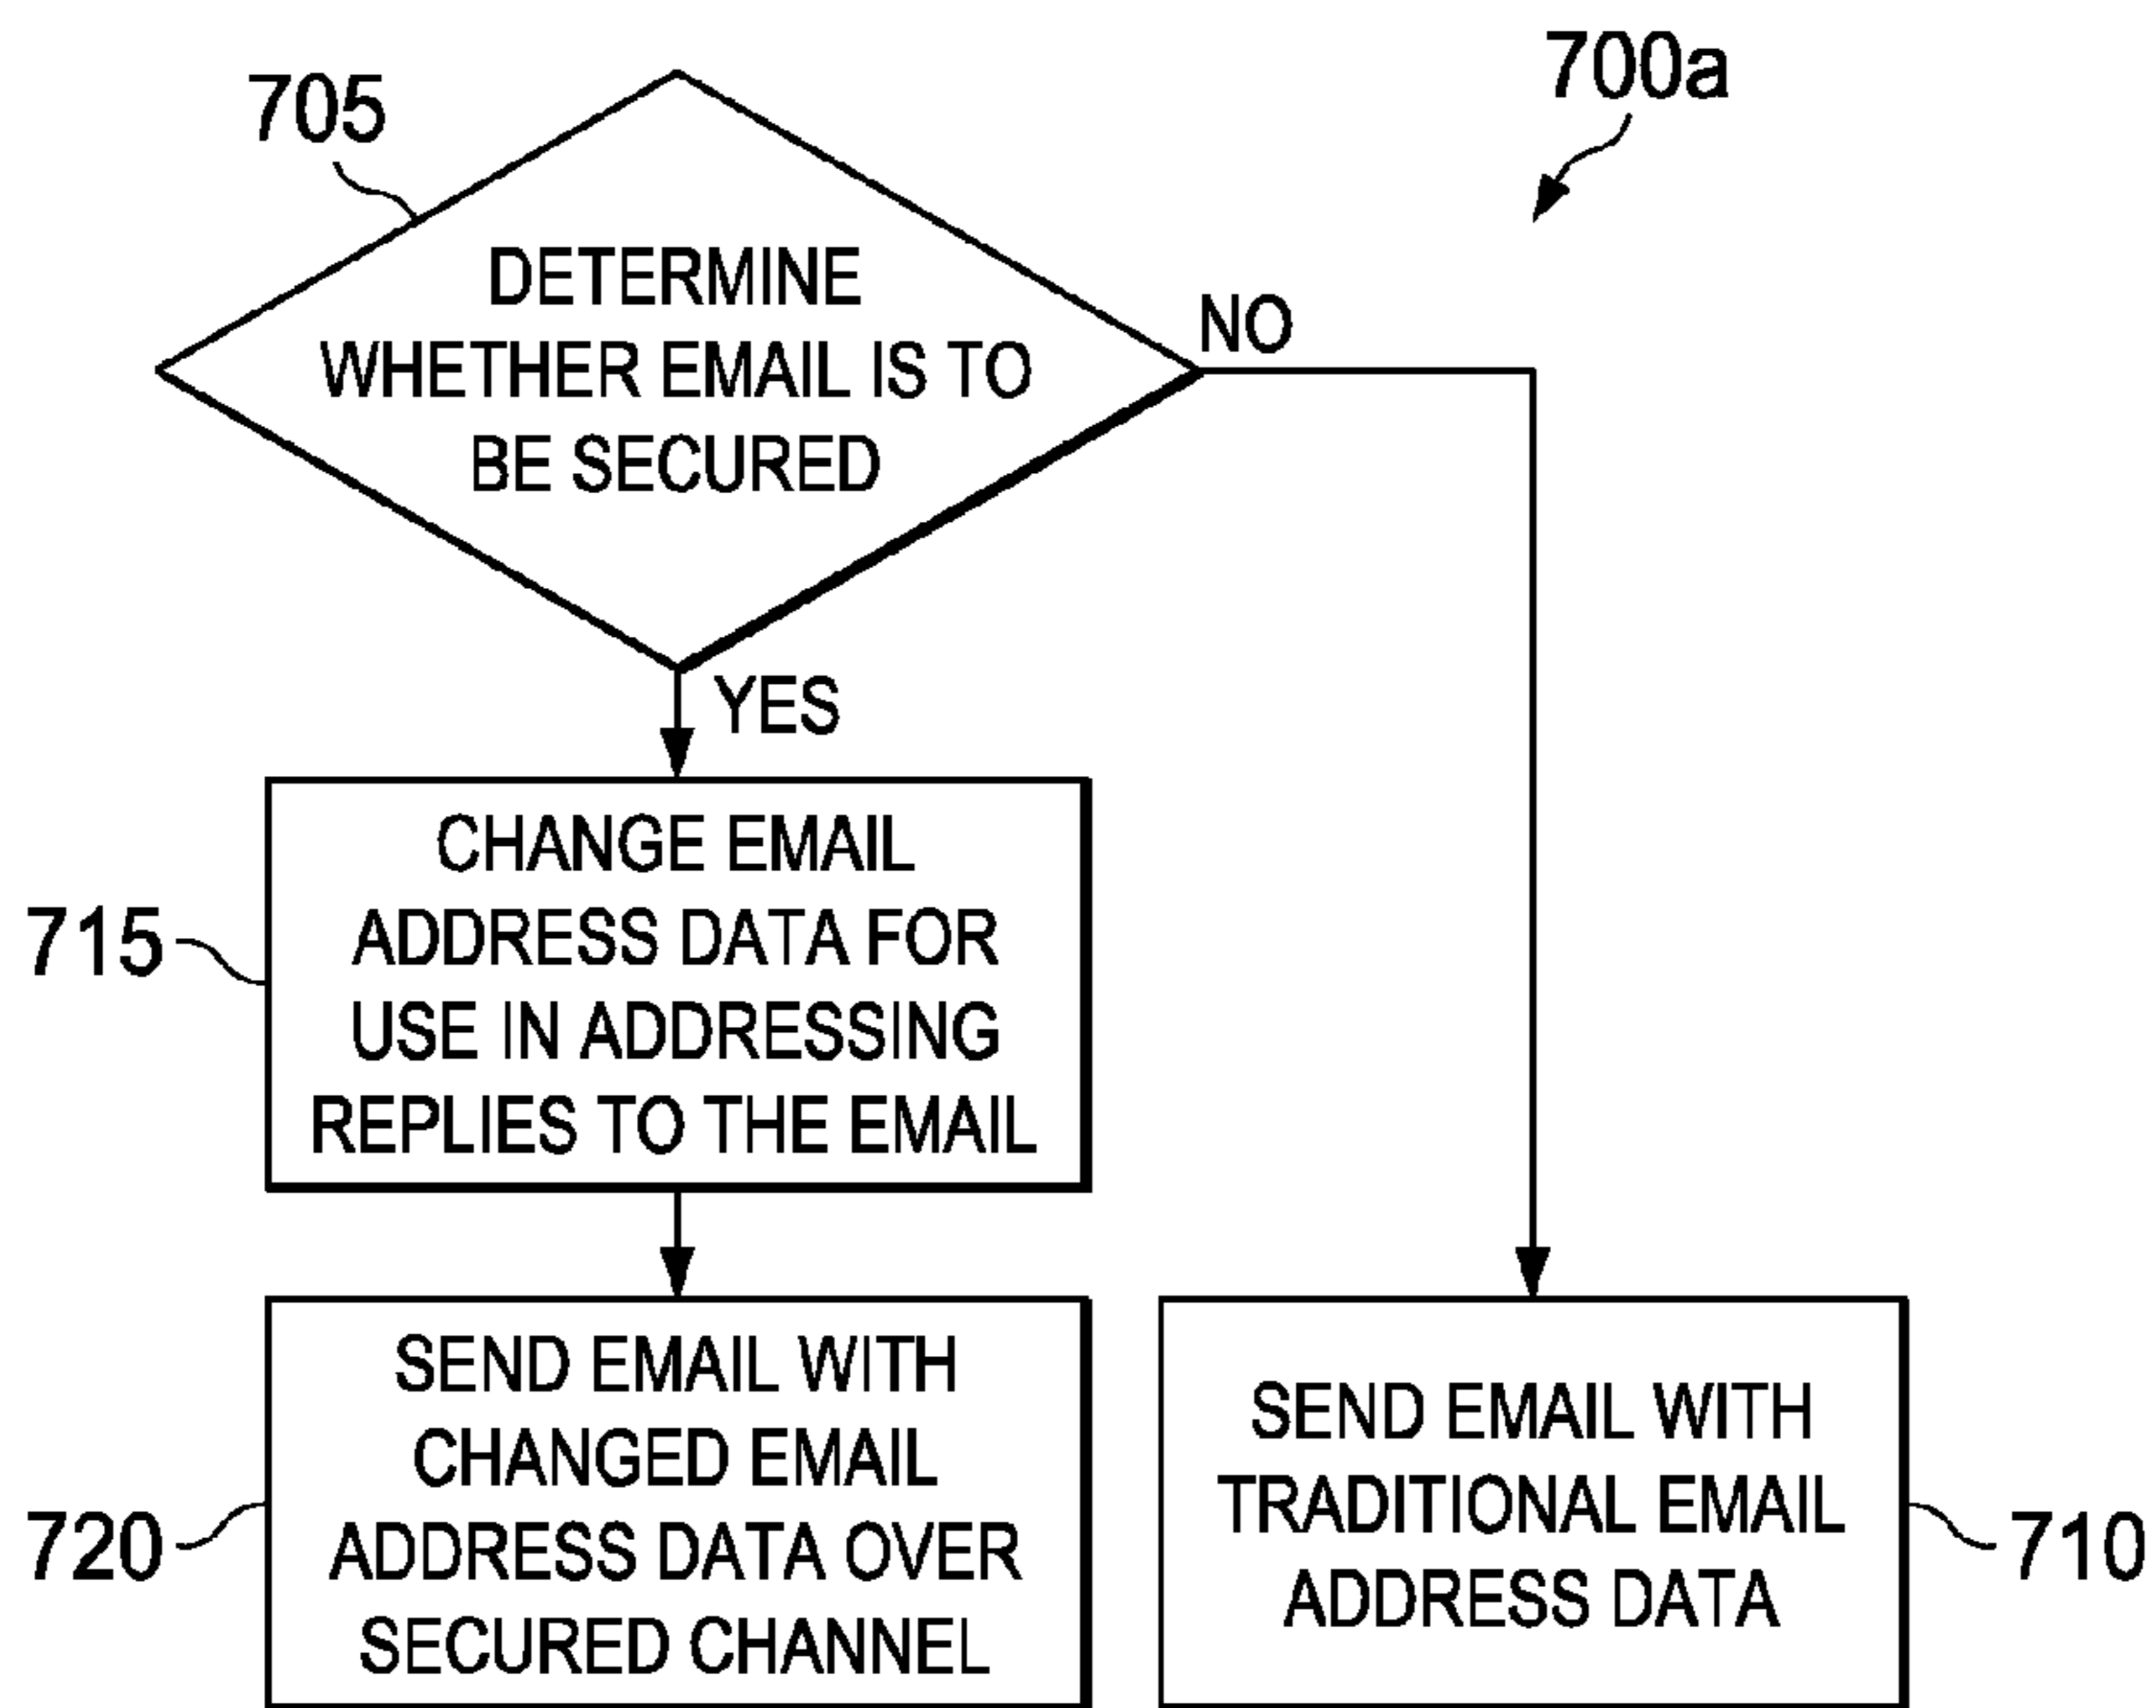 700a
705
DETERMINE
WHETHER EMAIL IS TO
BE SECURED
NO
YES
715
CHANGE EMAIL
ADDRESS DATA FOR
USE IN ADDRESSING
REPLIES TO THE EMAIL
720
SEND EMAIL WITH
CHANGED EMAIL
ADDRESS DATA OVER
SECURED CHANNEL
SEND EMAIL WITH
TRADITIONAL EMAIL
ADDRESS DATA
710